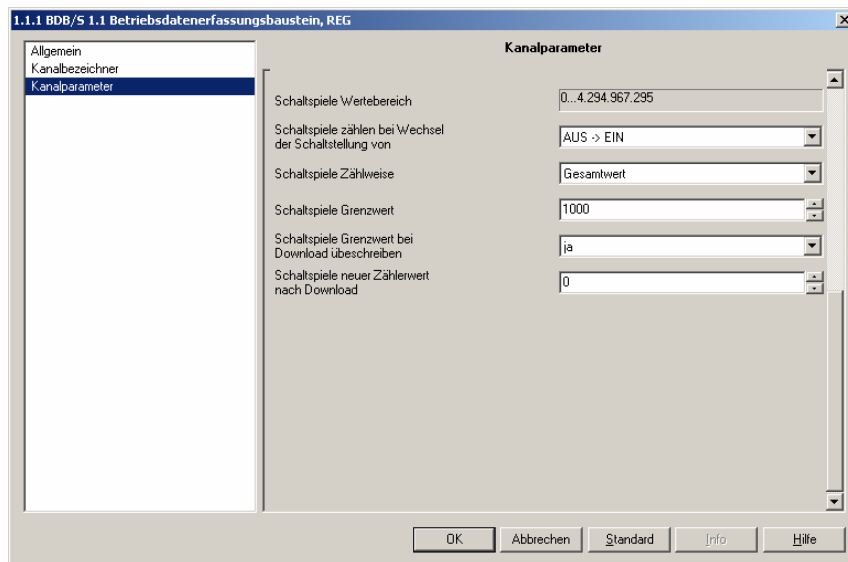 1.1.1 BDB/S 1.1 Betriebsdatenerfassungsbaustein, REG
Allgemein
Kanalbezeichner
Kanalparameter
Kanalparameter
Schaltspiele Wertebereich
0...4.294.967.295
Schaltspiele zählen bei Wechsel
der Schaltstellung von
AUS -> EIN
Schaltspiele Zählweise
Gesamtwert
Schaltspiele Grenzwert
1000
Schaltspiele Grenzwert bei
Download übeschreiben
ja
Schaltspiele neuer Zählerwert
nach Download
0
OK
Abbrechen
Standard
Info
Hilfe